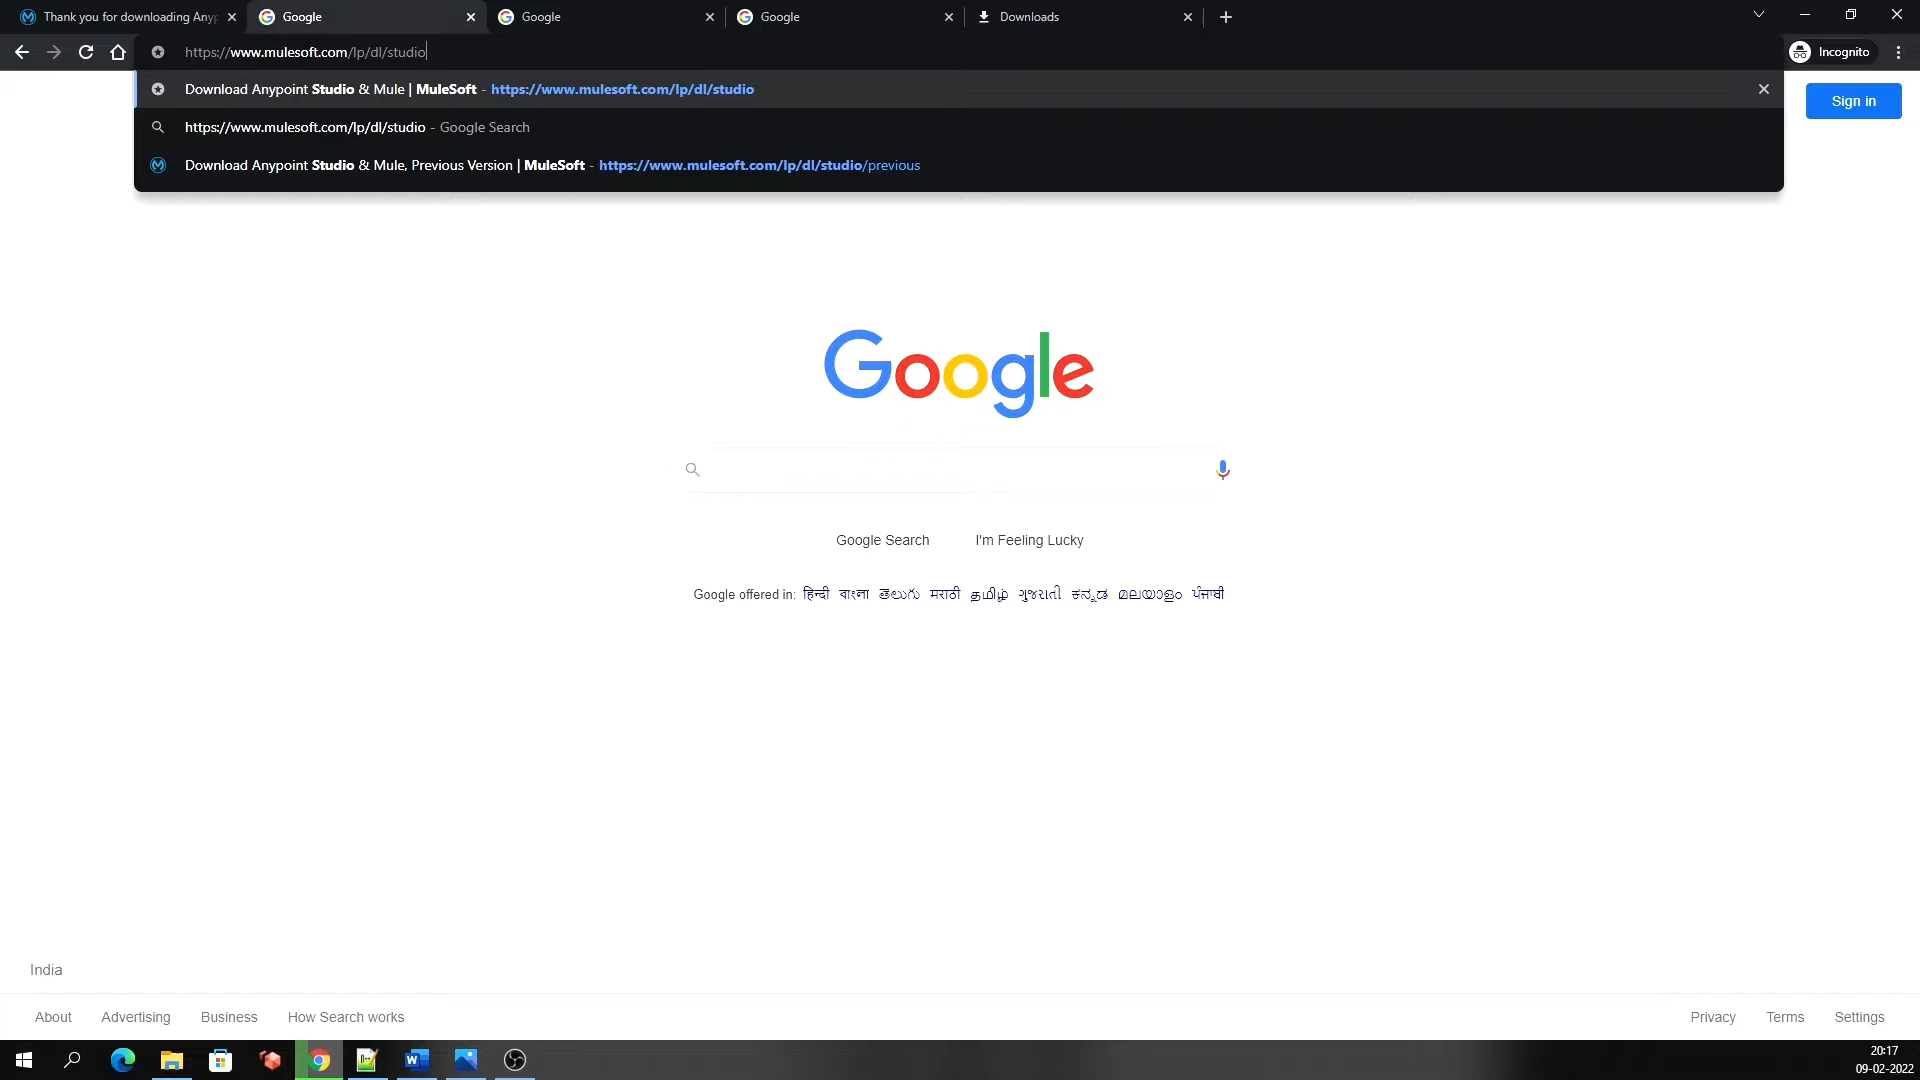 Thank you for downloading Anyp
Google
Google
Google
Downloads
https://www.mulesoft.com/lp/dl/studio
Incognito
Download Anypoint Studio & Mule | MuleSoft - https://www.mulesoft.com/lp/dl/studio
https://www.mulesoft.com/lp/dl/studio - Google Search
Download Anypoint Studio & Mule, Previous Version | MuleSoft - https://www.mulesoft.com/lp/dl/studio/previous
Sign in
Google
Google Search
I'm Feeling Lucky
Google offered in: हिन्दी বাংলা తెలుగు मराठी தமிழ் ગુજરાતી ಕನ್ನಡ മലയാളം ਪੰਜਾਬੀ
India
About
Advertising
Business
How Search works
Privacy
Terms
Settings
20:17
09-02-2022